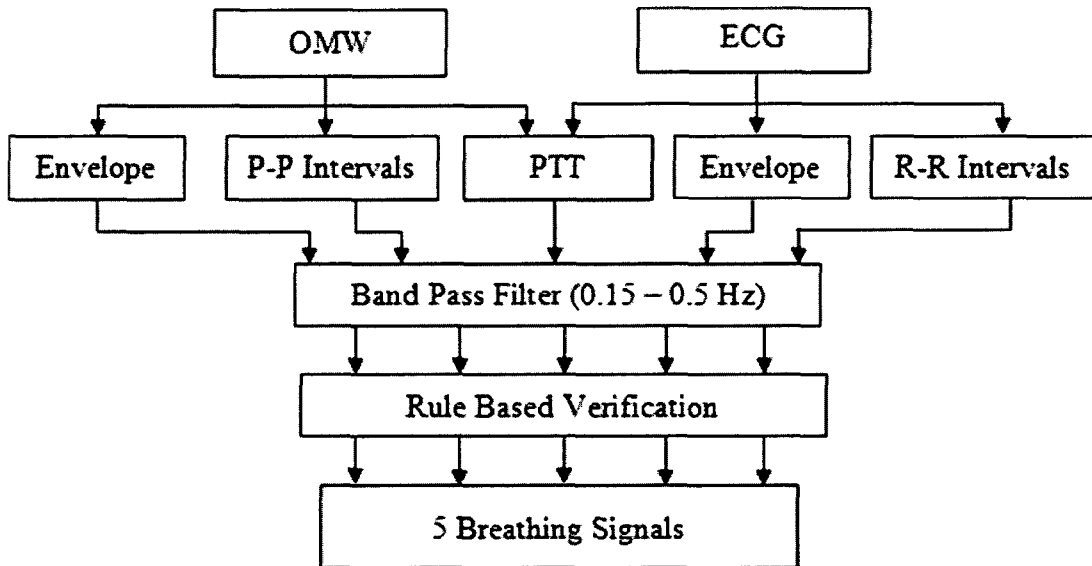 OMW
ECG
Envelope
P-P Intervals
PTT
Envelope
R-R Intervals
Band Pass Filter (0.15 – 0.5 Hz)
Rule Based Verification
5 Breathing Signals